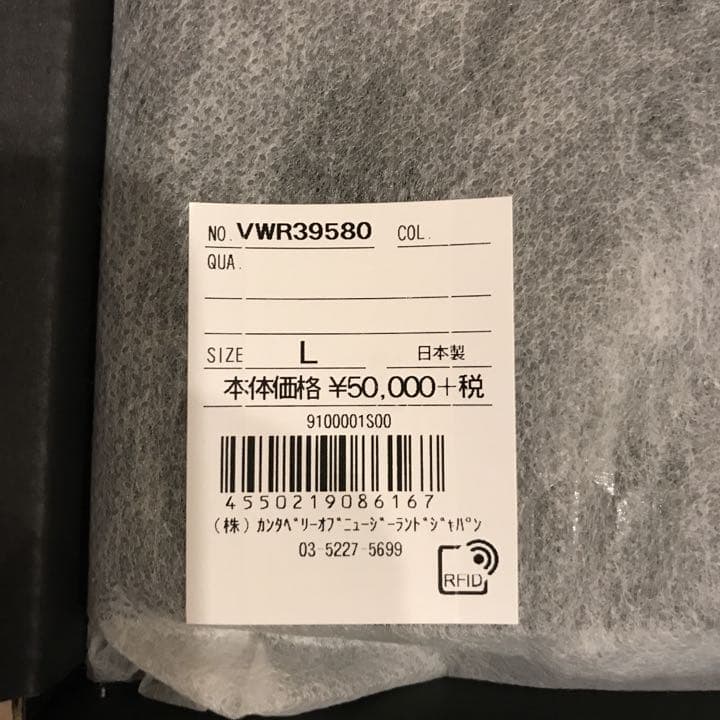 NO. VWR39580 COL.
QUA.
SIZE L 日本製
本体価格 ¥50,000+税
9100001S00
4550219086167
(株)カンタベリーオブニュージーランドジャパン
03-5227-5699
RFID